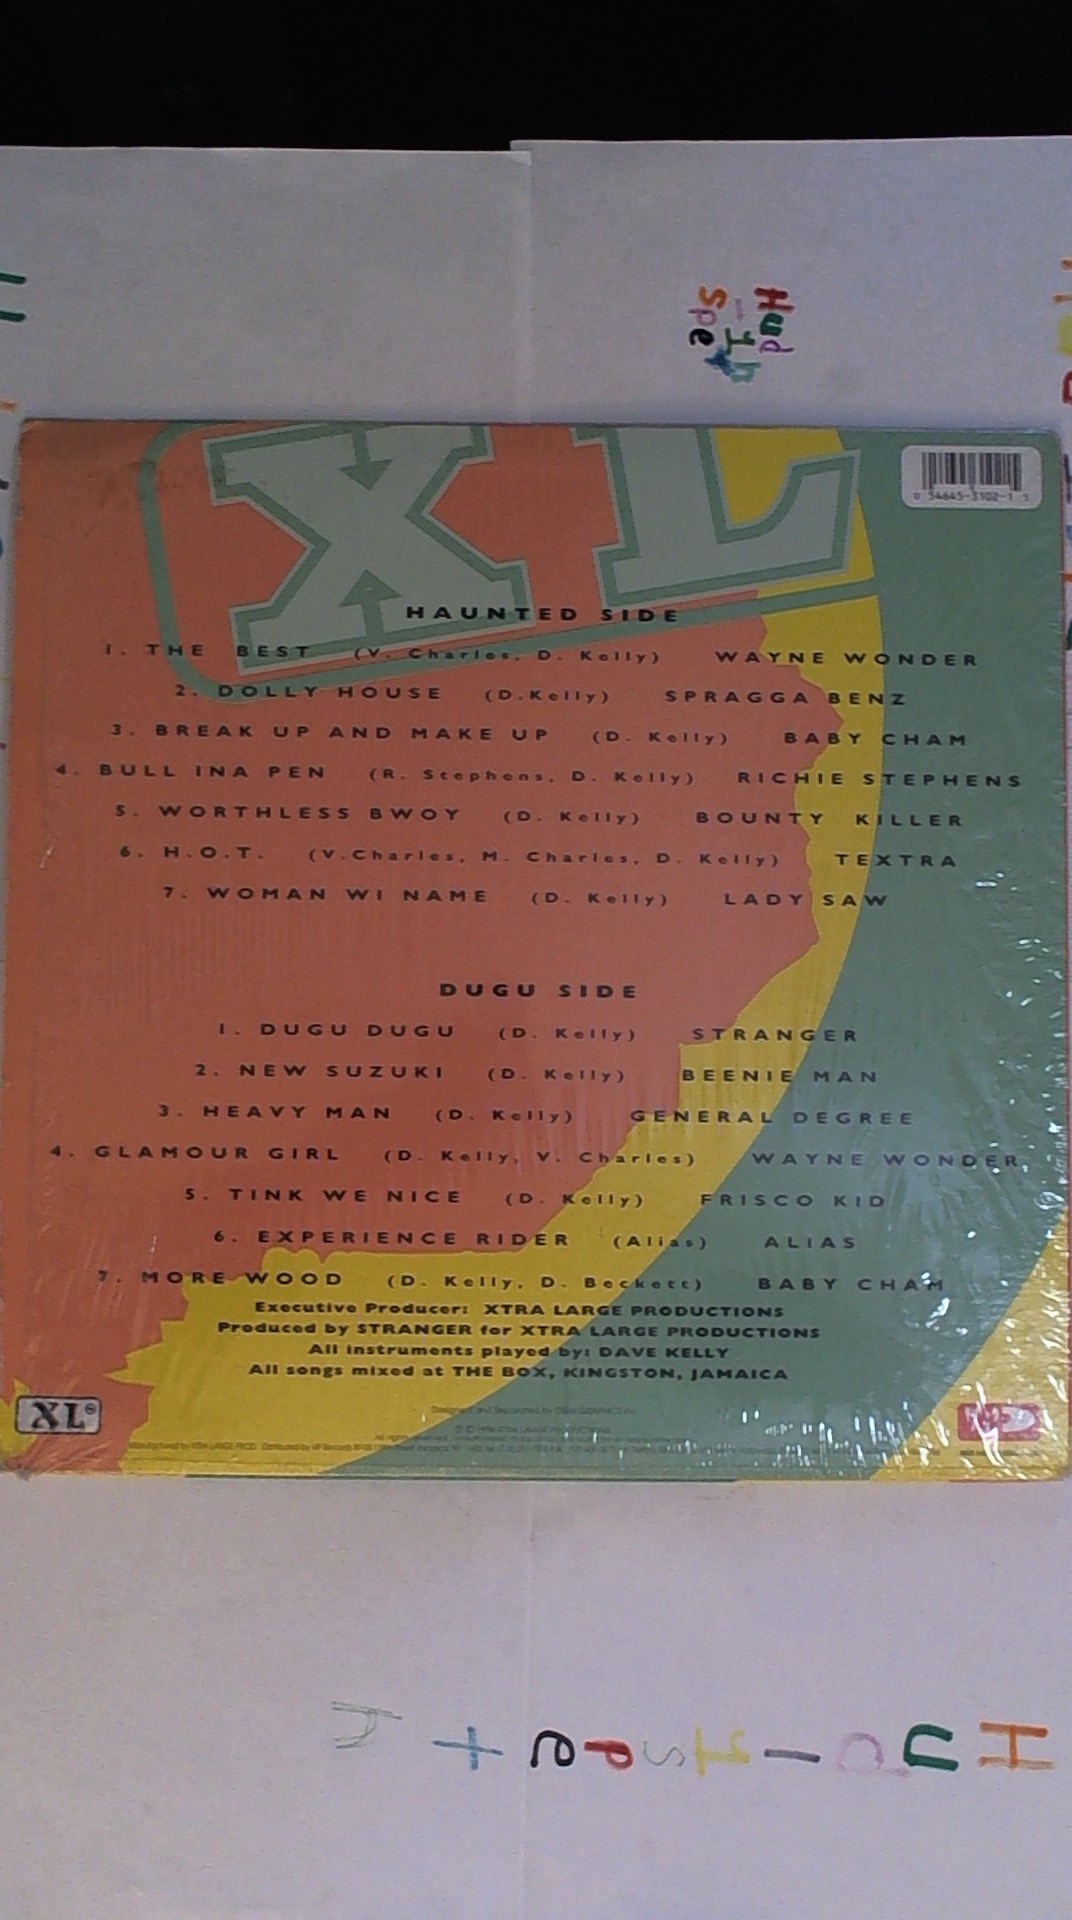 XL
0 54645-3102-1 5
HAUNTED SIDE
1. THE BEST (V. Charles, D. Kelly) WAYNE WONDER
2. DOLLY HOUSE (D.Kelly) SPRAGGA BENZ
3. BREAK UP AND MAKE UP (D. Kelly) BABY CHAM
4. BULL INA PEN (R. Stephens, D. Kelly) RICHIE STEPHENS
5. WORTHLESS BWOY (D. Kelly) BOUNTY KILLER
6. H.O.T. (V.Charles, M. Charles, D. Kelly) TEXTRA
7. WOMAN WI NAME (D. Kelly) LADY SAW
DUGU SIDE
1. DUGU DUGU (D. Kelly) STRANGER
2. NEW SUZUKI (D. Kelly) BEENIE MAN
3. HEAVY MAN (D. Kelly) GENERAL DEGREE
4. GLAMOUR GIRL (D. Kelly, V. Charles) WAYNE WONDER
5. TINK WE NICE (D. Kelly) FRISCO KID
6. EXPERIENCE RIDER (Alias) ALIAS
7. MORE WOOD (D. Kelly, D. Beckett) BABY CHAM
Executive Producer: XTRA LARGE PRODUCTIONS
Produced by STRANGER for XTRA LARGE PRODUCTIONS
All instruments played by: DAVE KELLY
All songs mixed at THE BOX, KINGSTON, JAMAICA
XL